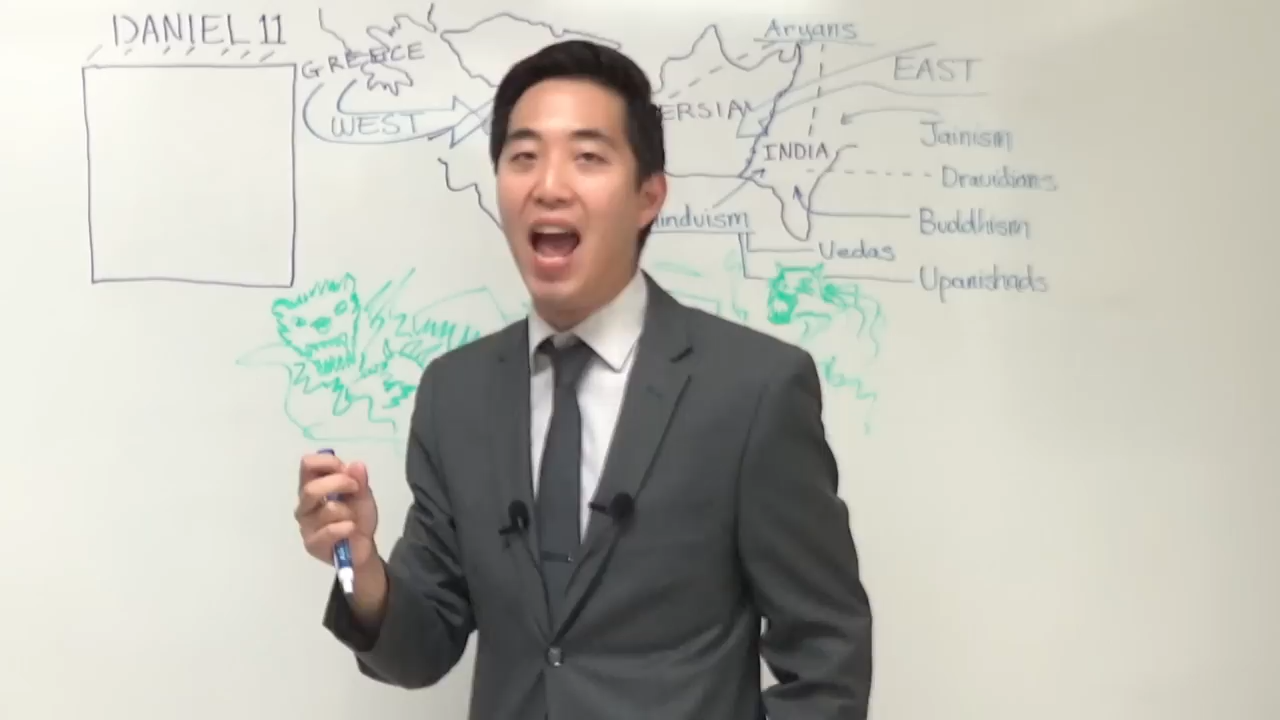 DANIEL 11
GREECE
WEST
ERSIA
Aryans
EAST
INDIA
Jainism
Dravidians
induism
Buddhism
Vedas
Upanishads